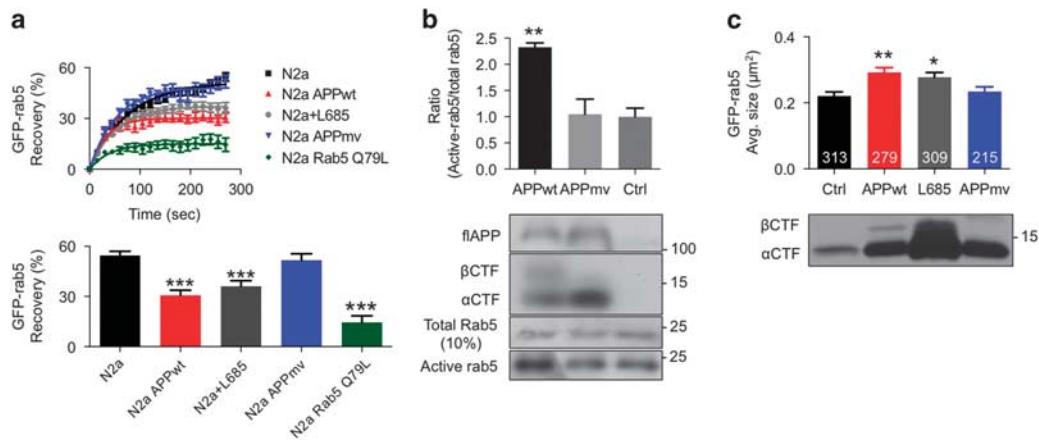 a
GFP-rab5
Recovery (%)
60
30
0
0
100
200
300
Time (sec)
N2a
N2a APPwt
N2a+L685
N2a APPmv
N2a Rab5 Q79L
GFP-rab5
Recovery (%)
60
30
0
***
***
***
N2a
N2a APPwt
N2a+L685
N2a APPmv
N2a Rab5 Q79L
b
Ratio
(Active-rab5/total rab5)
2.5
2.0
1.5
1.0
0.5
0.0
**
APPwt
APPmv
Ctrl
flAPP
100
βCTF
15
αCTF
Total Rab5
(10%)
25
Active rab5
25
c
GFP-rab5
Avg. size (μm²)
0.4
0.2
0.0
**
*
313
279
309
215
Ctrl
APPwt
L685
APPmv
βCTF
αCTF
15